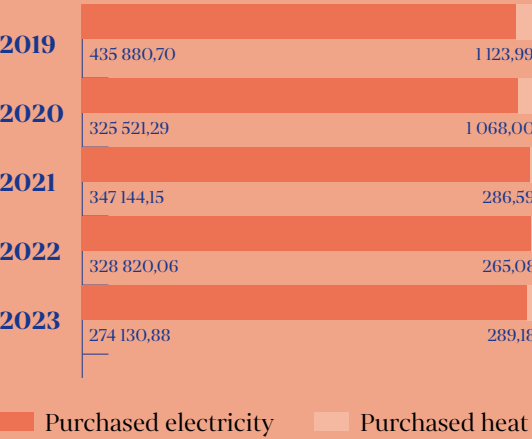 2019
435 880,70 1 123,99
2020
325 521,29 1 068,00
2021
347 144,15 286,59
2022
328 820,06 265,08
2023
274 130,88 289,18
Purchased electricity Purchased heat